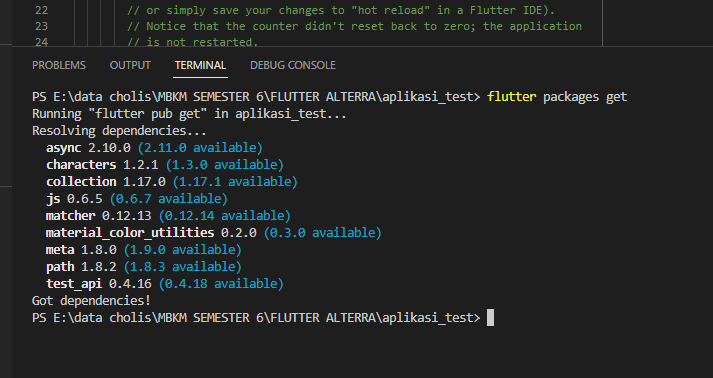 22 // or simply save your changes to "hot reload" in a Flutter IDE).
23 // Notice that the counter didn't reset back to zero; the application
24 // is not restarted.
PROBLEMS OUTPUT TERMINAL DEBUG CONSOLE
PS E:\data cholis\MBKM SEMESTER 6\FLUTTER ALTERRA\aplikasi_test> flutter packages get
Running "flutter pub get" in aplikasi_test...
Resolving dependencies...
async 2.10.0 (2.11.0 available)
characters 1.2.1 (1.3.0 available)
collection 1.17.0 (1.17.1 available)
js 0.6.5 (0.6.7 available)
matcher 0.12.13 (0.12.14 available)
material_color_utilities 0.2.0 (0.3.0 available)
meta 1.8.0 (1.9.0 available)
path 1.8.2 (1.8.3 available)
test_api 0.4.16 (0.4.18 available)
Got dependencies!
PS E:\data cholis\MBKM SEMESTER 6\FLUTTER ALTERRA\aplikasi_test>